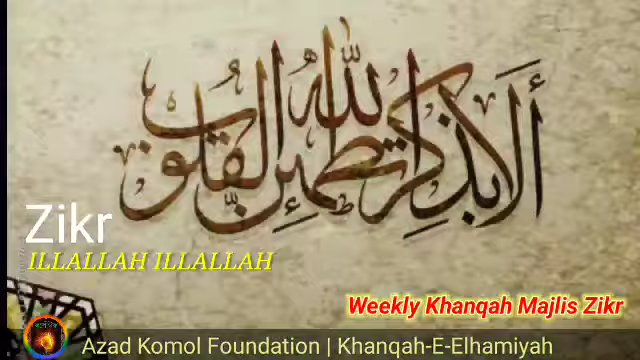 ألا بذكر الله تطمئن القلوب
Zikr
ILLALLAH ILLALLAH
Weekly Khanqah Majlis Zikr
Azad Komol Foundation | Khanqah-E-Elhamiyah